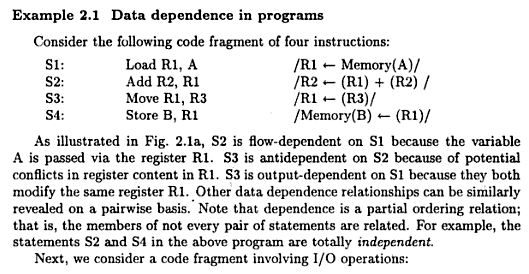 Example 2.1 Data dependence in programs
Consider the following code fragment of four instructions:
S1: Load R1, A /R1 ← Memory(A)/
S2: Add R2, R1 /R2 ← (R1) + (R2) /
S3: Move R1, R3 /R1 ← (R3)/
S4: Store B, R1 /Memory(B) ← (R1)/
As illustrated in Fig. 2.1a, S2 is flow-dependent on S1 because the variable
A is passed via the register R1. S3 is antidependent on S2 because of potential
conflicts in register content in R1. S3 is output-dependent on S1 because they both
modify the same register R1. Other data dependence relationships can be similarly
revealed on a pairwise basis. Note that dependence is a partial ordering relation;
that is, the members of not every pair of statements are related. For example, the
statements S2 and S4 in the above program are totally independent.
Next, we consider a code fragment involving I/O operations: